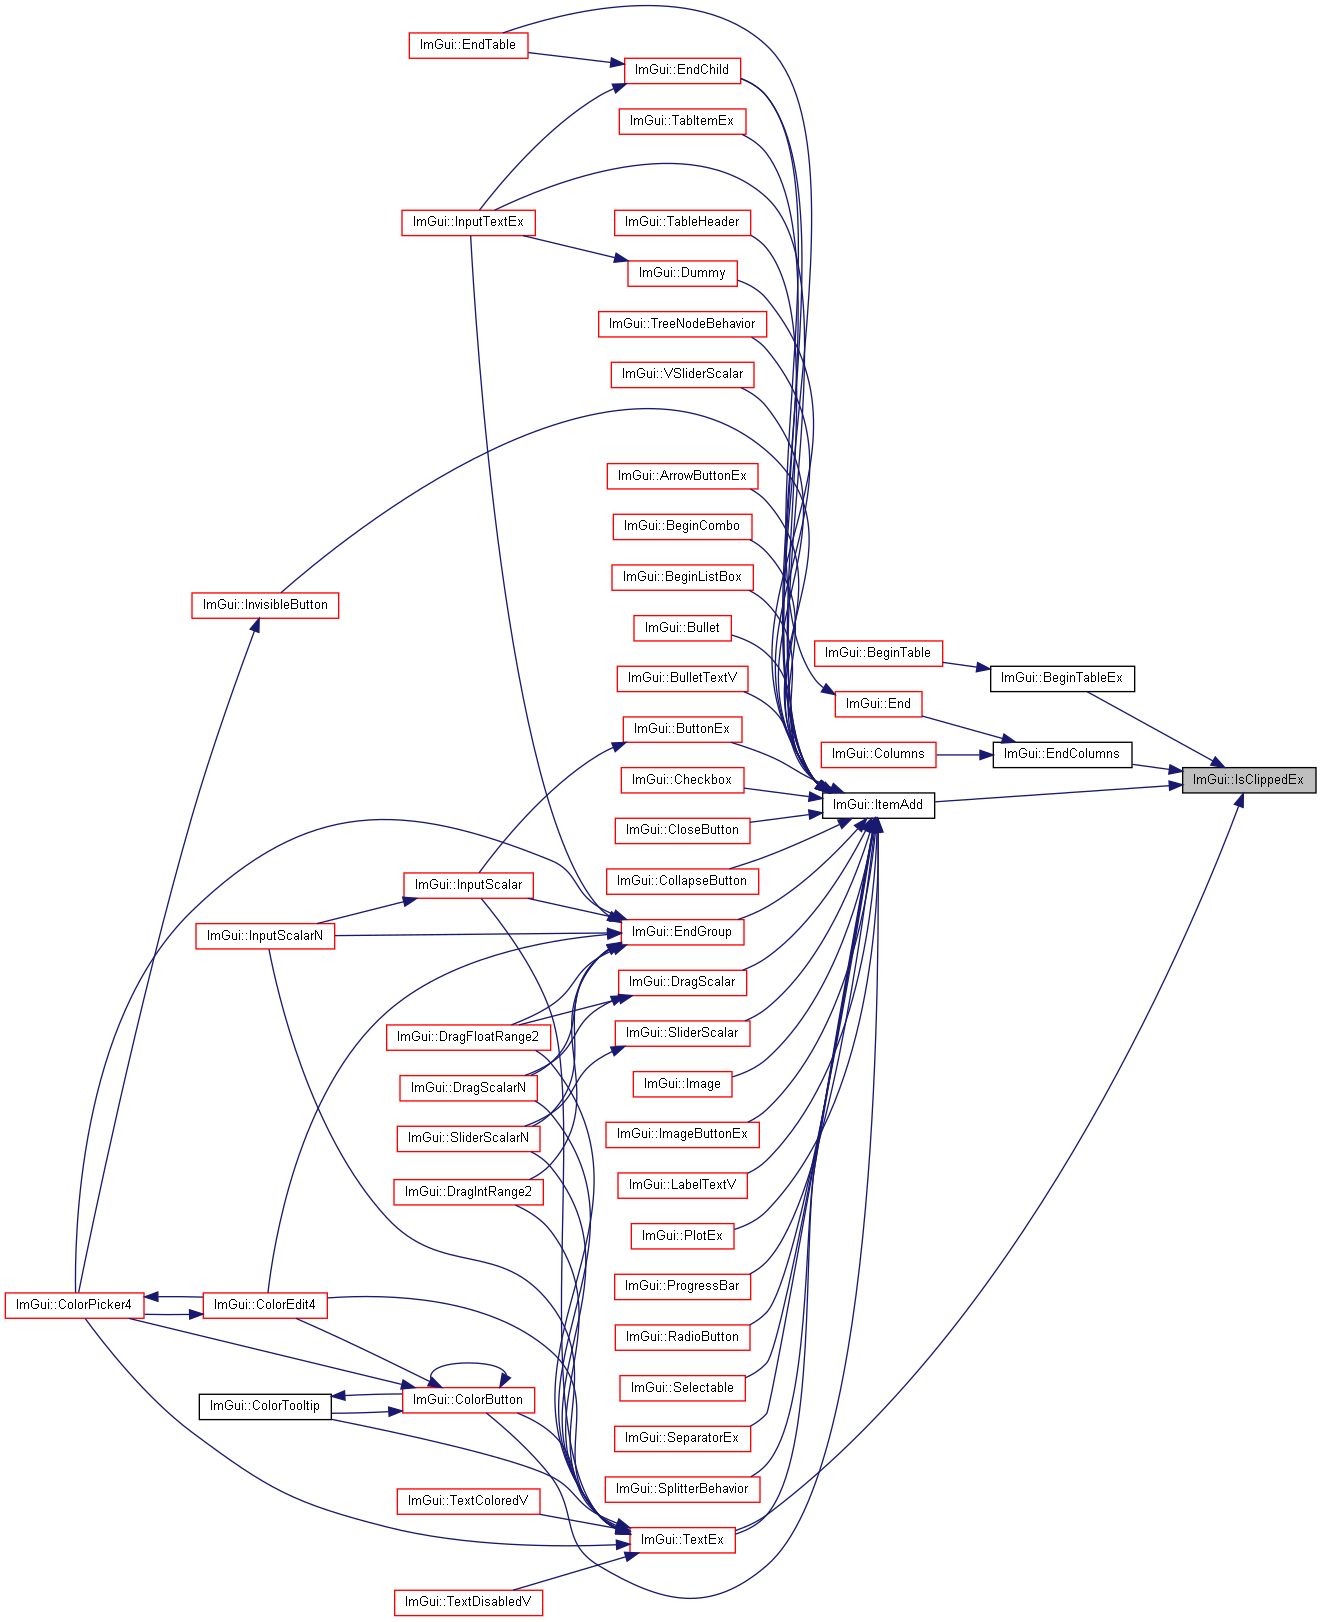 ImGui::EndTable
ImGui::EndChild
ImGui::TabItemEx
ImGui::InputTextEx
ImGui::TableHeader
ImGui::Dummy
ImGui::TreeNodeBehavior
ImGui::VSliderScalar
ImGui::ArrowButtonEx
ImGui::BeginCombo
ImGui::BeginListBox
ImGui::InvisibleButton
ImGui::Bullet
ImGui::BeginTable
ImGui::BulletTextV
ImGui::BeginTableEx
ImGui::End
ImGui::ButtonEx
ImGui::Columns
ImGui::EndColumns
ImGui::Checkbox
ImGui::IsClippedEx
ImGui::ItemAdd
ImGui::CloseButton
ImGui::CollapseButton
ImGui::InputScalar
ImGui::InputScalarN
ImGui::EndGroup
ImGui::DragScalar
ImGui::DragFloatRange2
ImGui::SliderScalar
ImGui::DragScalarN
ImGui::Image
ImGui::SliderScalarN
ImGui::ImageButtonEx
ImGui::DragIntRange2
ImGui::LabelTextV
ImGui::PlotEx
ImGui::ProgressBar
ImGui::ColorPicker4
ImGui::ColorEdit4
ImGui::RadioButton
ImGui::Selectable
ImGui::ColorTooltip
ImGui::ColorButton
ImGui::SeparatorEx
ImGui::SplitterBehavior
ImGui::TextColoredV
ImGui::TextEx
ImGui::TextDisabledV